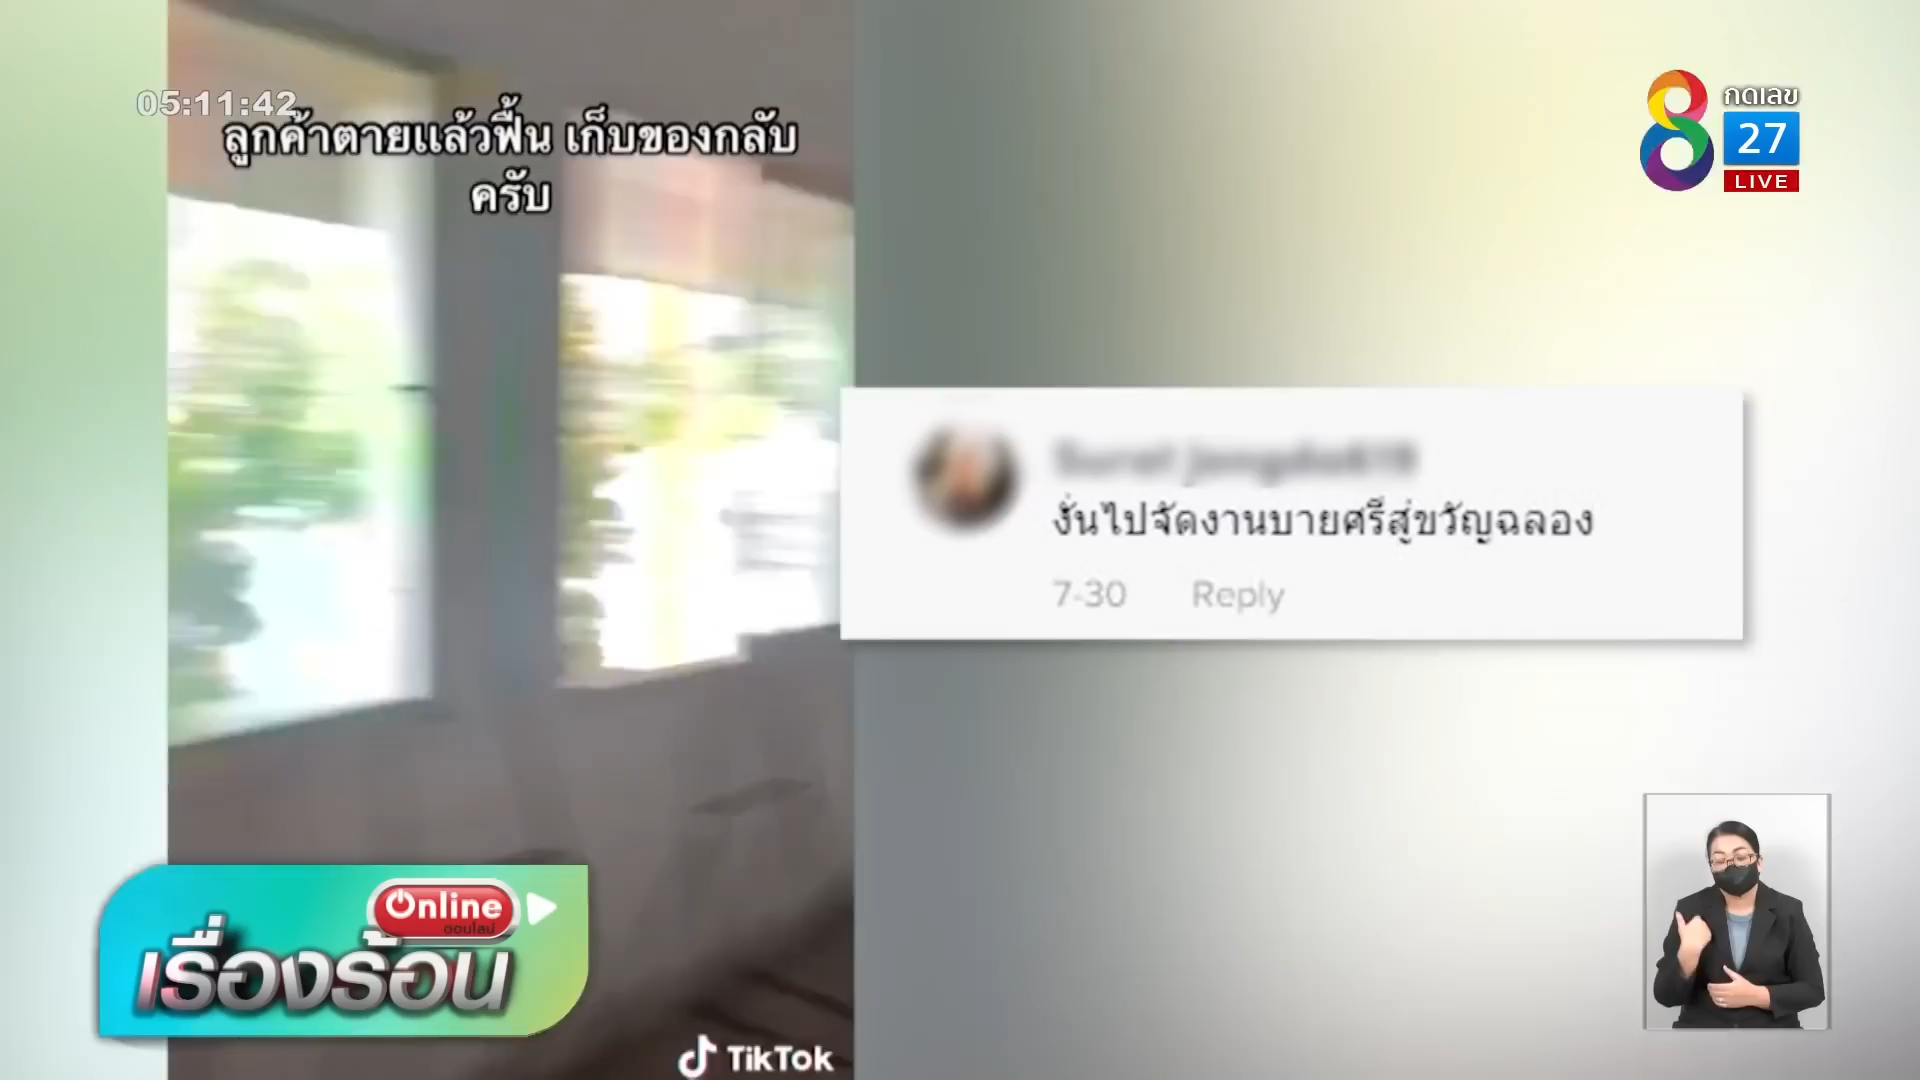 05:11:42
ลูกค้าตายแล้วฟื้น เก็บของกลับ
ครับ
กดเลข
27
LIVE
งั่นไปจัดงานบายศรีสู่ขวัญฉลอง
7-30 Reply
Online
ออนไลน์
เรื่องร้อน
TikTok